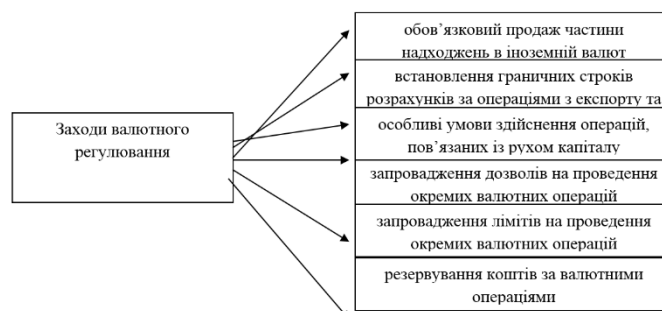 Заходи валютного
регулювання
обов’язковий продаж частини
надходжень в іноземній валют
встановлення граничних строків
розрахунків за операціями з експорту та
особливі умови здійснення операцій,
пов’язаних із рухом капіталу
запровадження дозволів на проведення
окремих валютних операцій
запровадження лімітів на проведення
окремих валютних операцій
резервування коштів за валютними
операціями